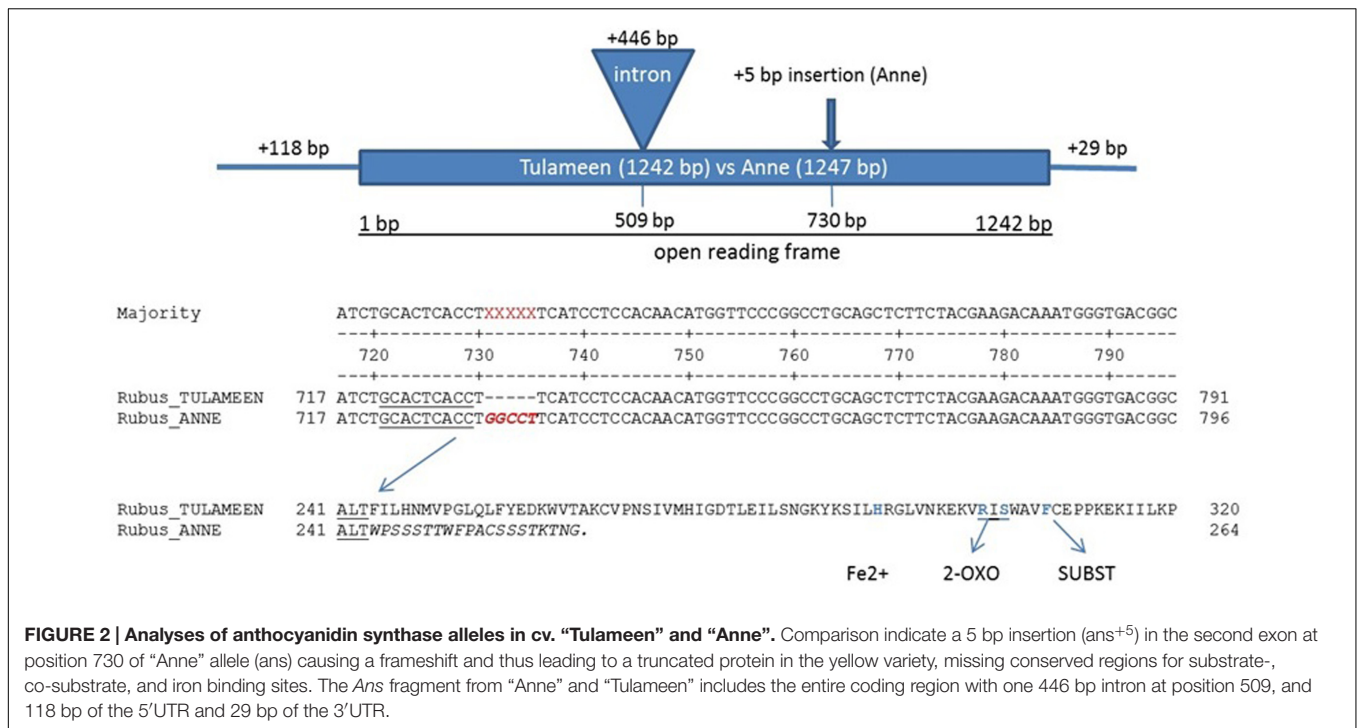 +446 bp
intron
+5 bp insertion (Anne)
+118 bp
Tulameen (1242 bp) vs Anne (1247 bp)
+29 bp
1 bp
509 bp
730 bp
1242 bp
open reading frame
Majority ATCTGCACTCACCTXXXXXTCATCCTCCACAACATGGTTCCCGGCCTGCAGCTCTTCTACGAAGACAAATGGGTGACGGC
---+---------+---------+---------+---------+---------+---------+---------+-------
720 730 740 750 760 770 780 790
---+---------+---------+---------+---------+---------+---------+---------+-------
Rubus_TULAMEEN 717 ATCTGCACTCACCT-----TCATCCTCCACAACATGGTTCCCGGCCTGCAGCTCTTCTACGAAGACAAATGGGTGACGGC 791
Rubus_ANNE 717 ATCTGCACTCACCTGGCCTTCATCCTCCACAACATGGTTCCCGGCCTGCAGCTCTTCTACGAAGACAAATGGGTGACGGC 796
Rubus_TULAMEEN 241 ALTFILHNMVPGLQLFYEDKWVTAKCVPNSIVMHIGDTLEILSNGKYKSILHRGLVNKEKVRISWAVFCEPPKEKIILKP 320
Rubus_ANNE 241 ALTWPSSSTTWFPACSSSTKTNG. 264
Fe2+ 2-OXO SUBST
FIGURE 2 | Analyses of anthocyanidin synthase alleles in cv. “Tulameen” and “Anne”. Comparison indicate a 5 bp insertion (ans+5) in the second exon at
position 730 of “Anne” allele (ans) causing a frameshift and thus leading to a truncated protein in the yellow variety, missing conserved regions for substrate-,
co-substrate, and iron binding sites. The Ans fragment from “Anne” and “Tulameen” includes the entire coding region with one 446 bp intron at position 509, and
118 bp of the 5′UTR and 29 bp of the 3′UTR.